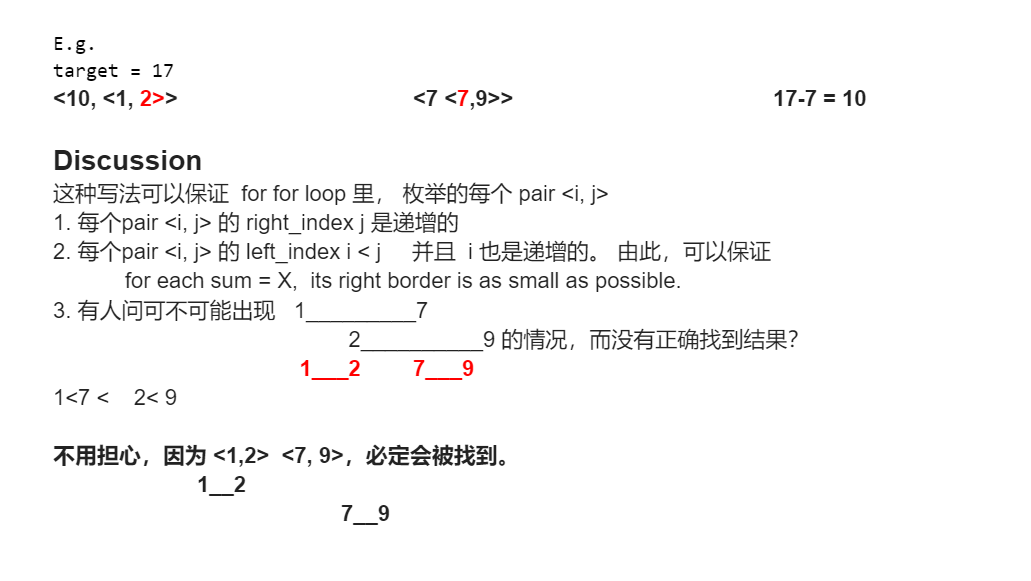 E.g.
target = 17
<10, <1, 2>> <7 <7,9>> 17-7 = 10
Discussion
这种写法可以保证 for for loop 里， 枚举的每个 pair <i, j>
1. 每个pair <i, j> 的 right_index j 是递增的
2. 每个pair <i, j> 的 left_index i < j 并且 i 也是递增的。 由此，可以保证
for each sum = X, its right border is as small as possible.
3. 有人问可不可能出现 1_________7
2__________9 的情况，而没有正确找到结果？
1___2 7___9
1<7 < 2< 9
不用担心，因为 <1,2> <7, 9>，必定会被找到。
1__2
7__9